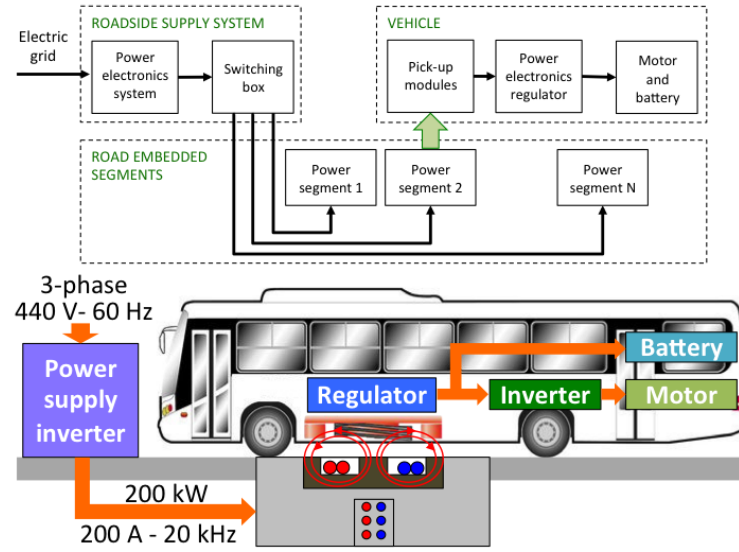 ROADSIDE SUPPLY SYSTEM
VEHICLE
Electric
grid
Power
electronics
system
Switching
box
Pick-up
modules
Power
electronics
regulator
Motor
and
battery
ROAD EMBEDDED
SEGMENTS
Power
segment 1
Power
segment 2
Power
segment N
3-phase
440 V- 60 Hz
Power
supply
inverter
Battery
Regulator
Inverter
Motor
200 kW
200 A - 20 kHz